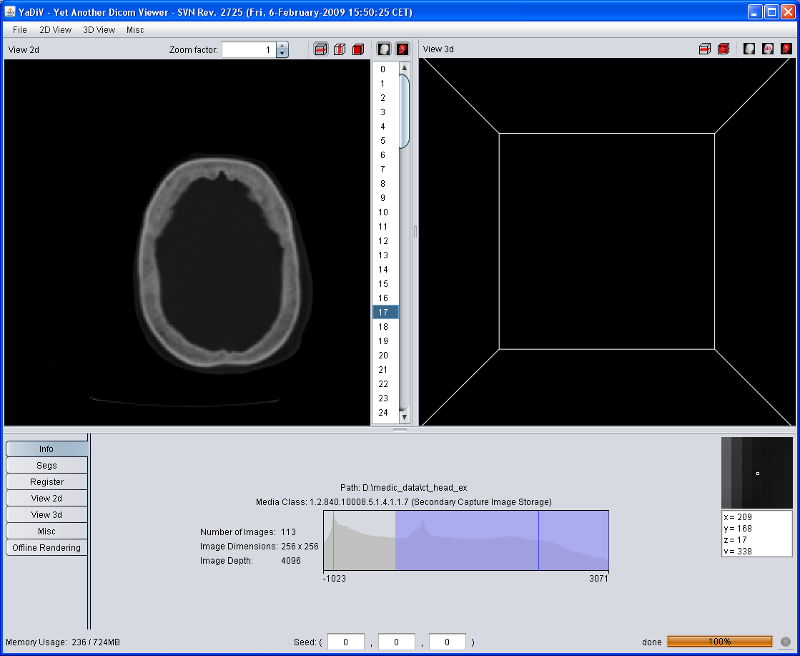 YaDiV - Yet Another Dicom Viewer - SVN Rev. 2725 (Fri, 6-February-2009 15:50:25 CET)
File 2D View 3D View Misc
View 2d Zoom factor: 1
View 3d
0
1
2
3
4
5
6
7
8
9
10
11
12
13
14
15
16
17
18
19
20
21
22
23
24
Info
Segs
Register
View 2d
View 3d
Misc
Offline Rendering
Path: D:\medic_data\ct_head_ex
Media Class: 1.2.840.10008.5.1.4.1.1.7 (Secondary Capture Image Storage)
Number of Images: 113
Image Dimensions: 256 x 256
Image Depth: 4096
-1023 3071
x = 209
y = 168
z = 17
v = 338
Memory Usage: 236 / 724MB
Seed: ( 0 , 0 , 0 )
done 100%